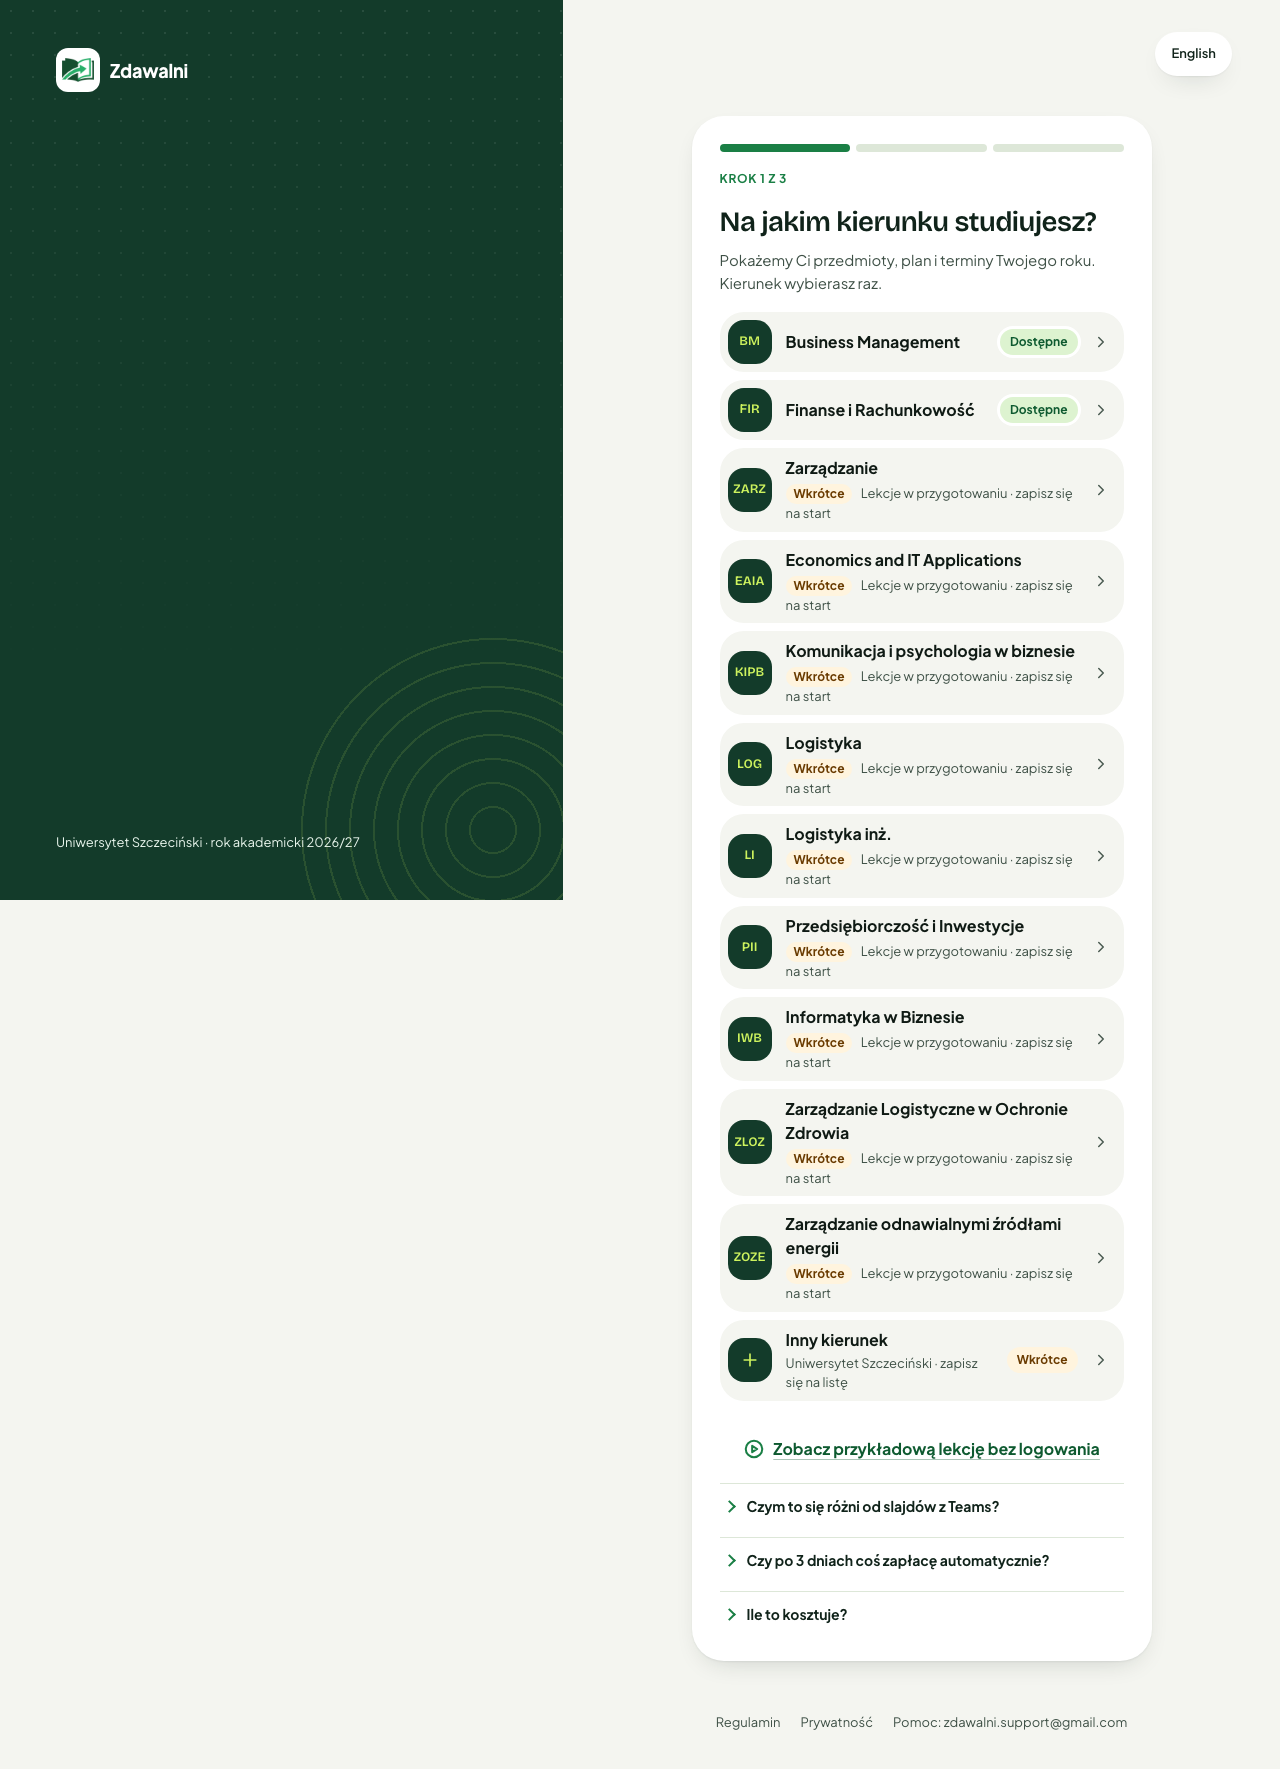 Zdawalni
Uniwersytet Szczeciński · rok akademicki 2026/27
English
KROK 1 Z 3
Na jakim kierunku studiujesz?
Pokażemy Ci przedmioty, plan i terminy Twojego roku.
Kierunek wybierasz raz.
BM Business Management Dostępne
FIR Finanse i Rachunkowość Dostępne
ZARZ Zarządzanie
Wkrótce Lekcje w przygotowaniu · zapisz się
na start
EAIA Economics and IT Applications
Wkrótce Lekcje w przygotowaniu · zapisz się
na start
KIPB Komunikacja i psychologia w biznesie
Wkrótce Lekcje w przygotowaniu · zapisz się
na start
LOG Logistyka
Wkrótce Lekcje w przygotowaniu · zapisz się
na start
LI Logistyka inż.
Wkrótce Lekcje w przygotowaniu · zapisz się
na start
PII Przedsiębiorczość i Inwestycje
Wkrótce Lekcje w przygotowaniu · zapisz się
na start
IWB Informatyka w Biznesie
Wkrótce Lekcje w przygotowaniu · zapisz się
na start
ZLOZ Zarządzanie Logistyczne w Ochronie
Zdrowia
Wkrótce Lekcje w przygotowaniu · zapisz się
na start
ZOZE Zarządzanie odnawialnymi źródłami
energii
Wkrótce Lekcje w przygotowaniu · zapisz się
na start
Inny kierunek
Uniwersytet Szczeciński · zapisz
się na listę
Wkrótce
Zobacz przykładową lekcję bez logowania
Czym to się różni od slajdów z Teams?
Czy po 3 dniach coś zapłacę automatycznie?
Ile to kosztuje?
Regulamin Prywatność Pomoc: zdawalni.support@gmail.com